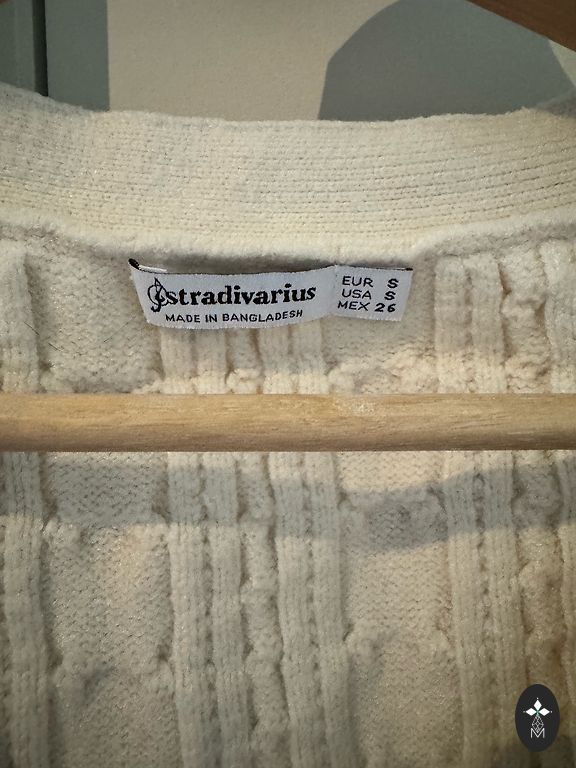 stradivarius
MADE IN BANGLADESH
EUR S
USA S
MEX 26
M